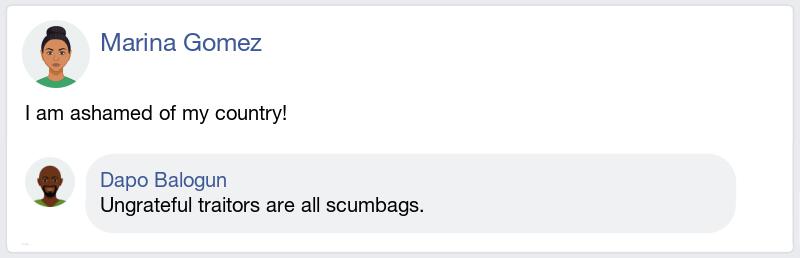 Marina Gomez
I am ashamed of my country!
Dapo Balogun
Ungrateful traitors are all scumbags.